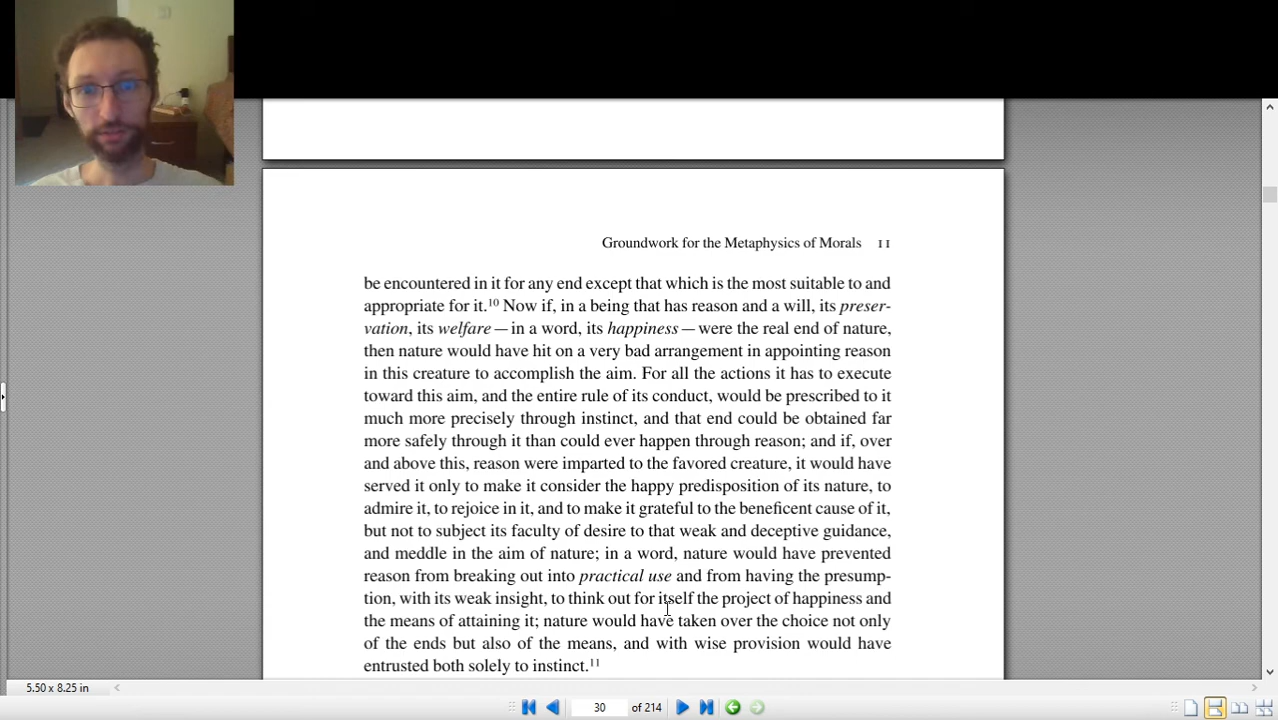 Groundwork for the Metaphysics of Morals 11
be encountered in it for any end except that which is the most suitable to and
appropriate for it.10 Now if, in a being that has reason and a will, its preser-
vation, its welfare — in a word, its happiness — were the real end of nature,
then nature would have hit on a very bad arrangement in appointing reason
in this creature to accomplish the aim. For all the actions it has to execute
toward this aim, and the entire rule of its conduct, would be prescribed to it
much more precisely through instinct, and that end could be obtained far
more safely through it than could ever happen through reason; and if, over
and above this, reason were imparted to the favored creature, it would have
served it only to make it consider the happy predisposition of its nature, to
admire it, to rejoice in it, and to make it grateful to the beneficent cause of it,
but not to subject its faculty of desire to that weak and deceptive guidance,
and meddle in the aim of nature; in a word, nature would have prevented
reason from breaking out into practical use and from having the presump-
tion, with its weak insight, to think out for itself the project of happiness and
the means of attaining it; nature would have taken over the choice not only
of the ends but also of the means, and with wise provision would have
entrusted both solely to instinct.11
5.50 x 8.25 in
30 of 214